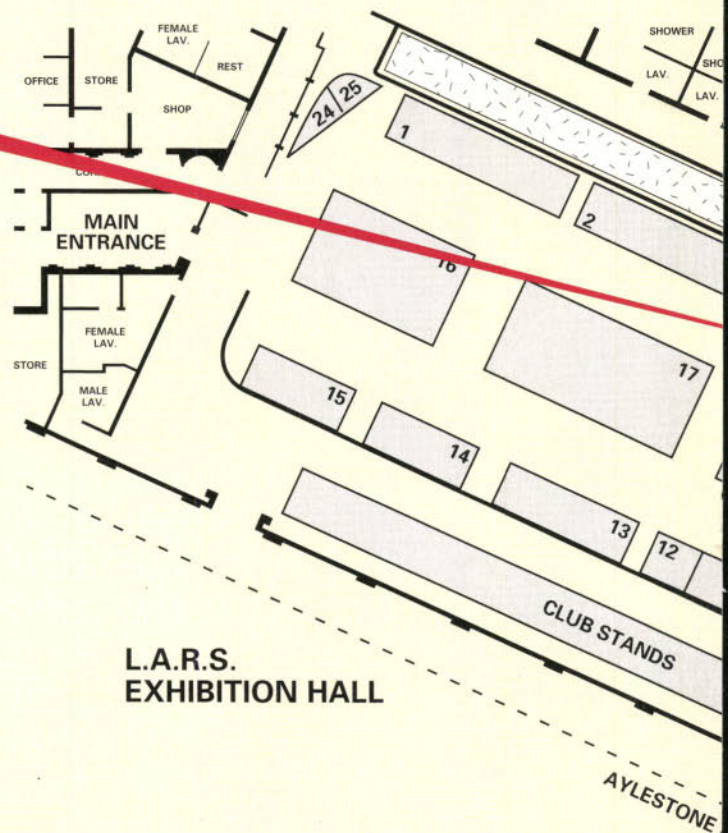 FEMALE
LAV.
REST
OFFICE
STORE
SHOP
SHOWER
LAV.
LAV.
24
25
1
2
MAIN
ENTRANCE
16
17
FEMALE
LAV.
STORE
MALE
LAV.
15
14
13
12
CLUB STANDS
L.A.R.S.
EXHIBITION HALL
AYLESTONE